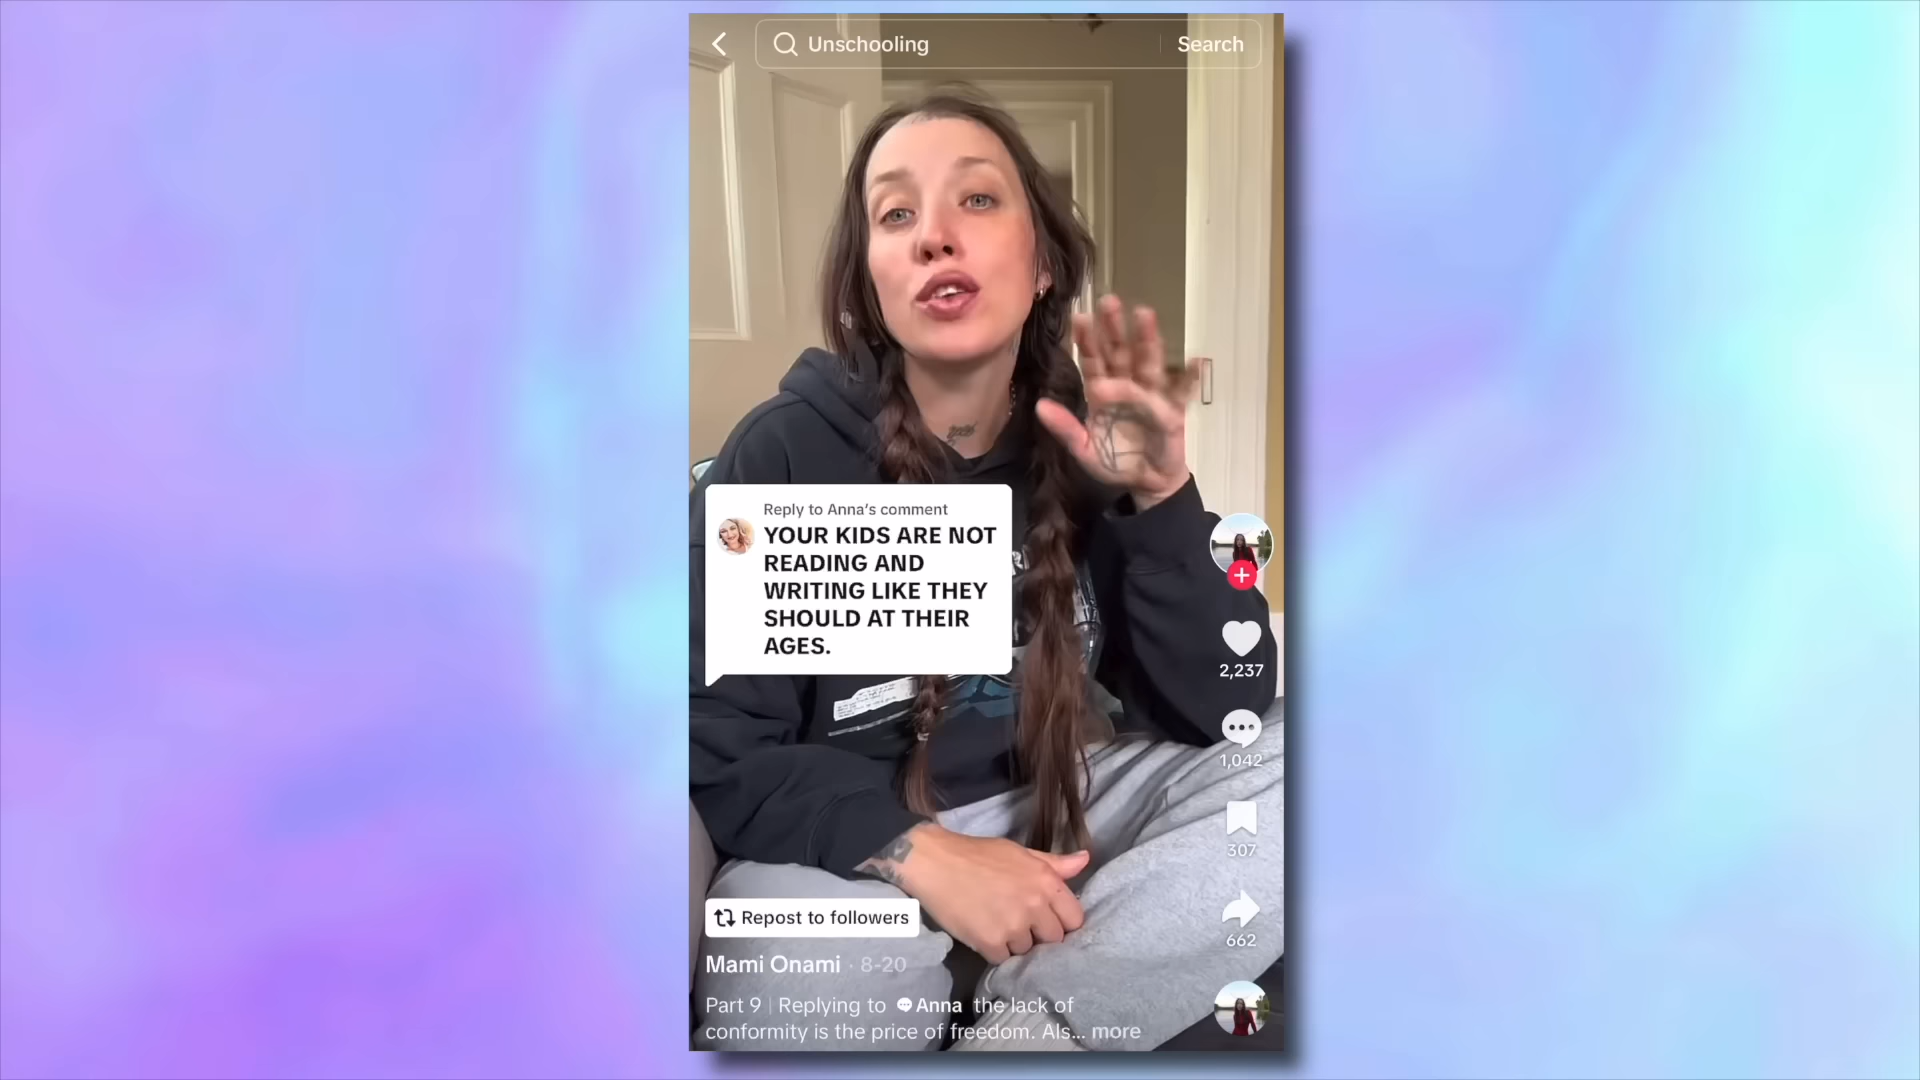 Unschooling
Search
Reply to Anna's comment
YOUR KIDS ARE NOT
READING AND
WRITING LIKE THEY
SHOULD AT THEIR
AGES.
2,237
1,042
307
662
Repost to followers
Mami Onami · 8-20
Part 9 | Replying to Anna the lack of
conformity is the price of freedom. Als... more